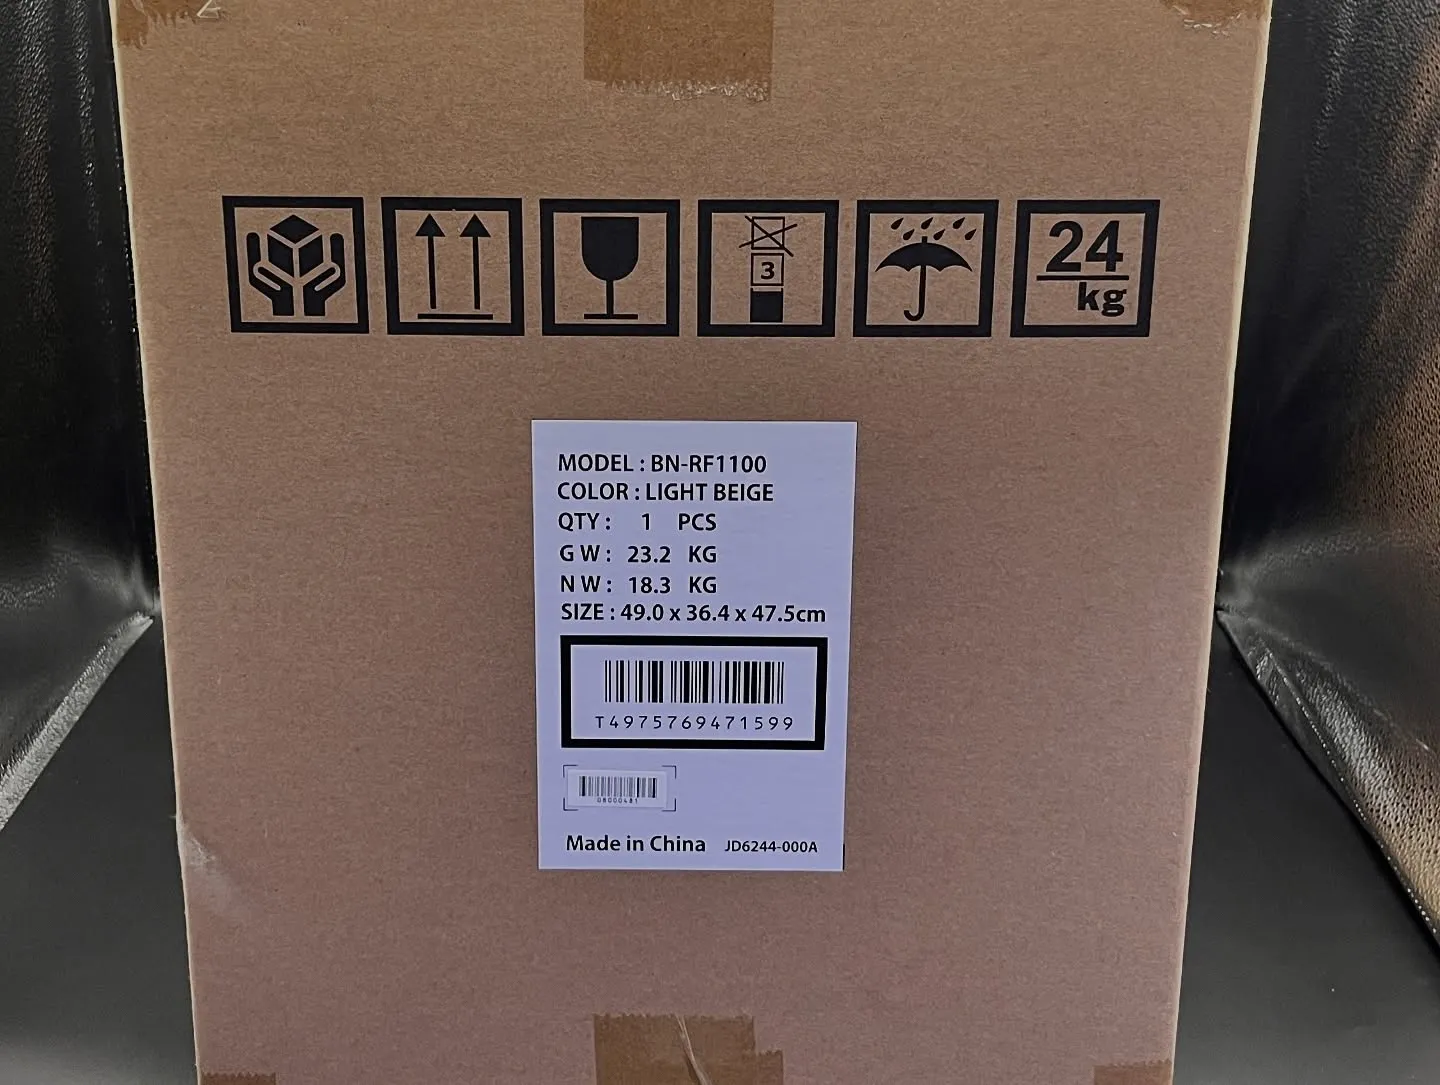 3
24
kg
MODEL : BN-RF1100
COLOR : LIGHT BEIGE
QTY : 1 PCS
G W : 23.2 KG
N W : 18.3 KG
SIZE : 49.0 x 36.4 x 47.5cm
T4975769471599
08000481
Made in China JD6244-000A